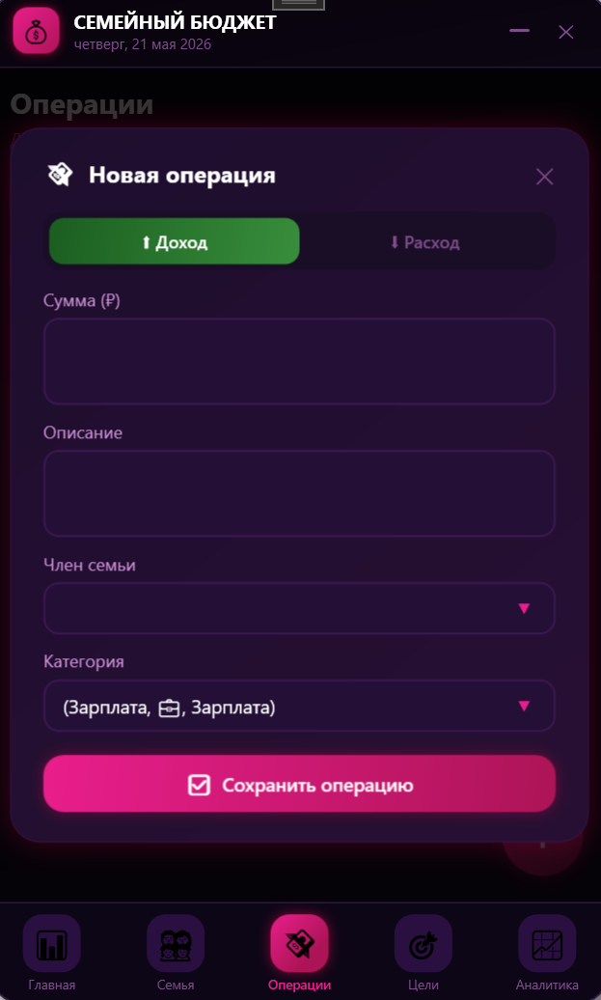 СЕМЕЙНЫЙ БЮДЖЕТ
четверг, 21 мая 2026
Операции
Новая операция
⬆ Доход
⬇ Расход
Сумма (₽)
Описание
Член семьи
▼
Категория
(Зарплата, 💼, Зарплата) ▼
Сохранить операцию
Главная
Семья
Операции
Цели
Аналитика